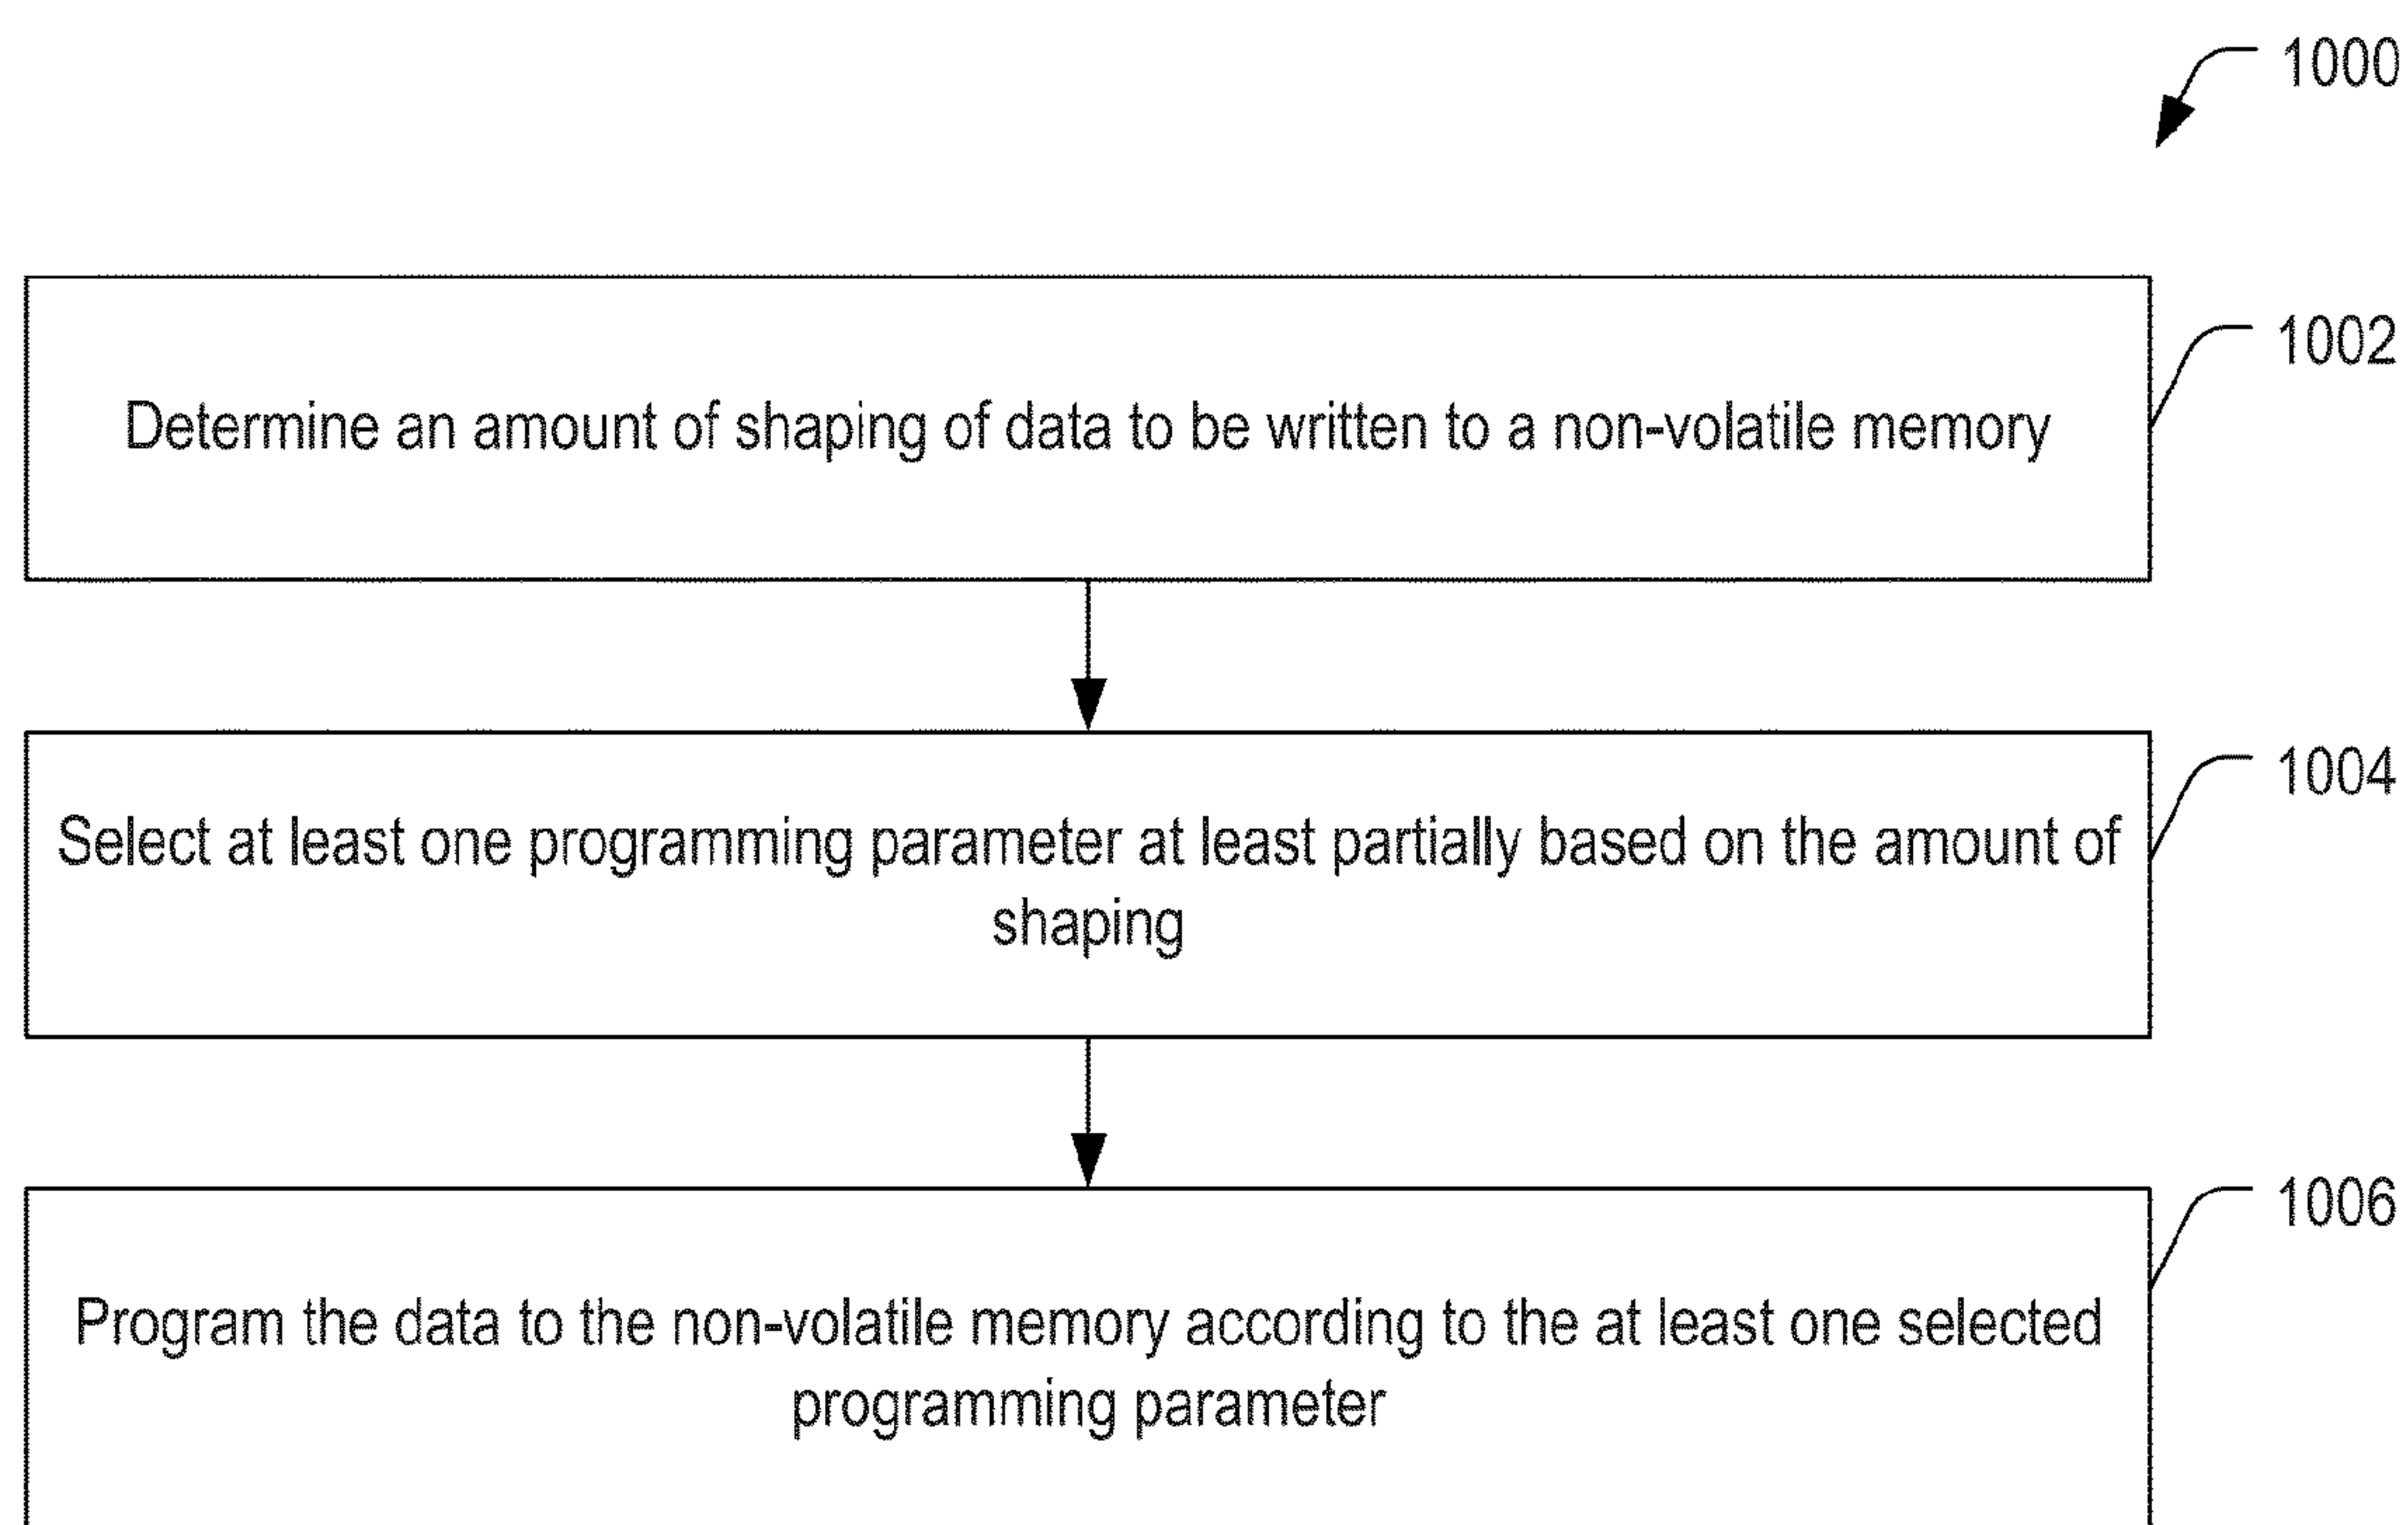 1000
1002
Determine an amount of shaping of data to be written to a non-volatile memory
1004
Select at least one programming parameter at least partially based on the amount of
shaping
1006
Program the data to the non-volatile memory according to the at least one selected
programming parameter